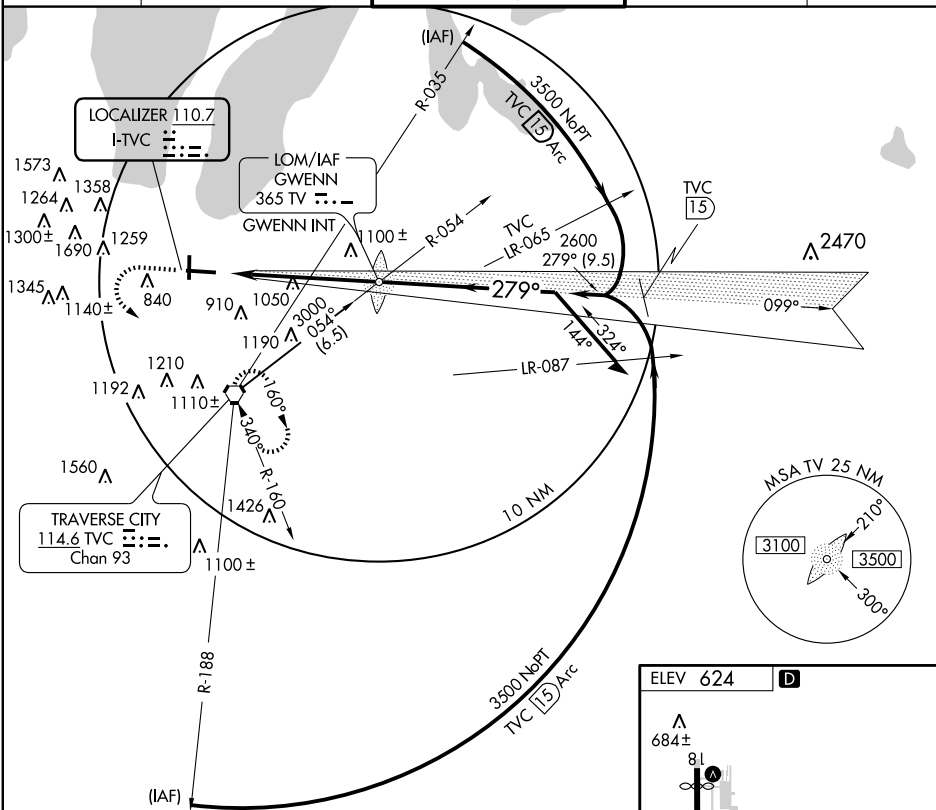 (IAF)
R-035
3500 NoPT
TVC 15 Arc
LOCALIZER 110.7
I-TVC
LOM/IAF
GWENN
365 TV
GWENN INT
1573
1264
1358
1300±
1690
1259
1345
1140±
840
910
1050
1100±
R-054
TVC
LR-065
2600
279° (9.5)
TVC
15
2470
279°
099°
3000
054°
(6.5)
1190
144°
324°
LR-087
1210
1192
1110±
160°
340°
R-160
1560
1426
10 NM
TRAVERSE CITY
114.6 TVC
Chan 93
1100±
R-188
3500 NoPT
TVC 15 Arc
(IAF)
MSA TV 25 NM
210°
3100
3500
300°
ELEV 624
D
684±
18
A